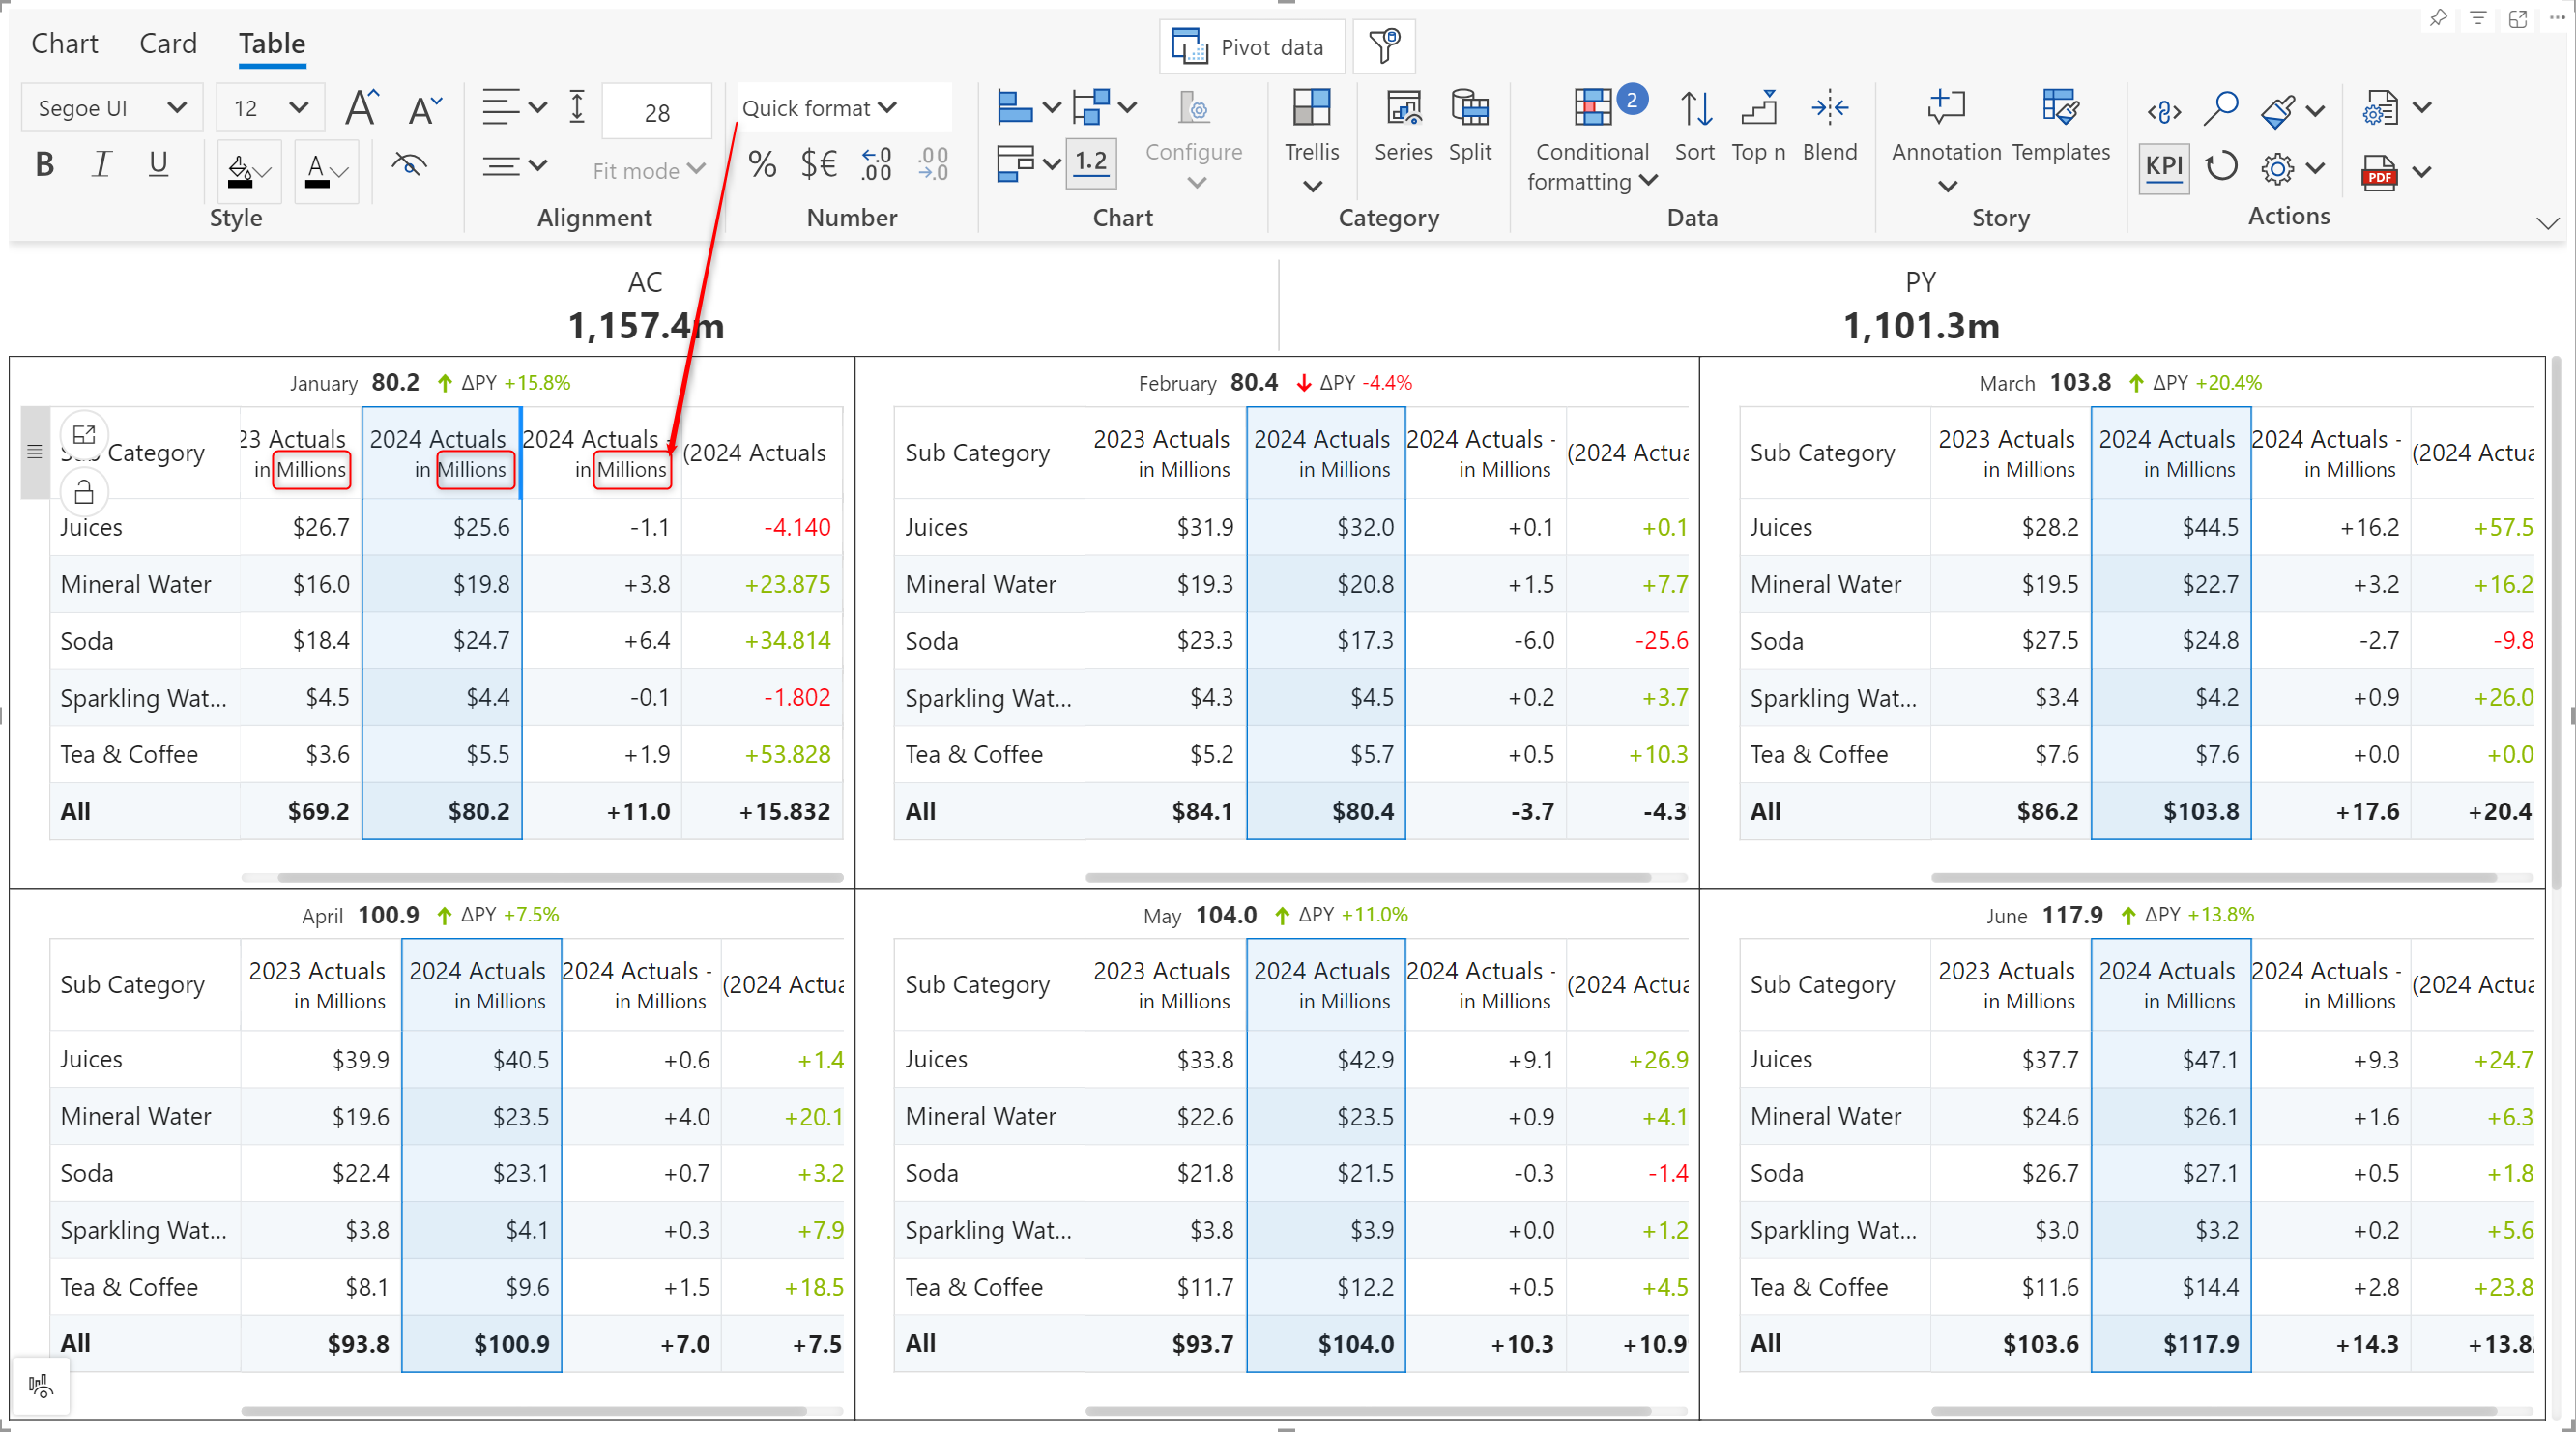 Chart Card Table
Pivot data
Segoe UI 12 28 Quick format
B I U A Fit mode % $€ 1.2 Configure Trellis Series Split Conditional formatting 2 Sort Top n Blend Annotation Templates KPI PDF
Style Alignment Number Chart Category Data Story Actions
AC PY
1,157.4m 1,101.3m
January 80.2 ΔPY +15.8%
Category 23 Actuals in Millions 2024 Actuals in Millions 2024 Actuals - in Millions (2024 Actuals
Juices $26.7 $25.6 -1.1 -4.140
Mineral Water $16.0 $19.8 +3.8 +23.875
Soda $18.4 $24.7 +6.4 +34.814
Sparkling Wat... $4.5 $4.4 -0.1 -1.802
Tea & Coffee $3.6 $5.5 +1.9 +53.828
All $69.2 $80.2 +11.0 +15.832
February 80.4 ΔPY -4.4%
Sub Category 2023 Actuals in Millions 2024 Actuals in Millions 2024 Actuals - in Millions (2024 Actua
Juices $31.9 $32.0 +0.1 +0.1
Mineral Water $19.3 $20.8 +1.5 +7.7
Soda $23.3 $17.3 -6.0 -25.6
Sparkling Wat... $4.3 $4.5 +0.2 +3.7
Tea & Coffee $5.2 $5.7 +0.5 +10.3
All $84.1 $80.4 -3.7 -4.3
March 103.8 ΔPY +20.4%
Sub Category 2023 Actuals in Millions 2024 Actuals in Millions 2024 Actuals - in Millions (2024 Actua
Juices $28.2 $44.5 +16.2 +57.5
Mineral Water $19.5 $22.7 +3.2 +16.2
Soda $27.5 $24.8 -2.7 -9.8
Sparkling Wat... $3.4 $4.2 +0.9 +26.0
Tea & Coffee $7.6 $7.6 +0.0 +0.0
All $86.2 $103.8 +17.6 +20.4
April 100.9 ΔPY +7.5%
Sub Category 2023 Actuals in Millions 2024 Actuals in Millions 2024 Actuals - in Millions (2024 Actua
Juices $39.9 $40.5 +0.6 +1.4
Mineral Water $19.6 $23.5 +4.0 +20.1
Soda $22.4 $23.1 +0.7 +3.2
Sparkling Wat... $3.8 $4.1 +0.3 +7.9
Tea & Coffee $8.1 $9.6 +1.5 +18.5
All $93.8 $100.9 +7.0 +7.5
May 104.0 ΔPY +11.0%
Sub Category 2023 Actuals in Millions 2024 Actuals in Millions 2024 Actuals - in Millions (2024 Actua
Juices $33.8 $42.9 +9.1 +26.9
Mineral Water $22.6 $23.5 +0.9 +4.1
Soda $21.8 $21.5 -0.3 -1.4
Sparkling Wat... $3.8 $3.9 +0.0 +1.2
Tea & Coffee $11.7 $12.2 +0.5 +4.5
All $93.7 $104.0 +10.3 +10.9
June 117.9 ΔPY +13.8%
Sub Category 2023 Actuals in Millions 2024 Actuals in Millions 2024 Actuals - in Millions (2024 Actua
Juices $37.7 $47.1 +9.3 +24.7
Mineral Water $24.6 $26.1 +1.6 +6.3
Soda $26.7 $27.1 +0.5 +1.8
Sparkling Wat... $3.0 $3.2 +0.2 +5.6
Tea & Coffee $11.6 $14.4 +2.8 +23.8
All $103.6 $117.9 +14.3 +13.8